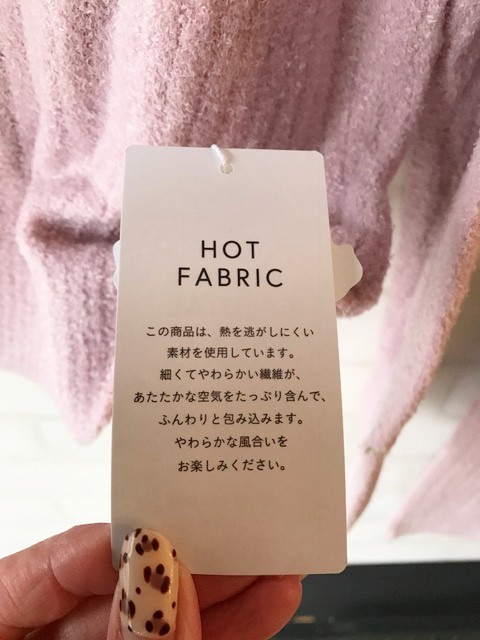 HOT
FABRIC
この商品は、熱を逃がしにくい
素材を使用しています。
細くてやわらかい繊維が、
あたたかな空気をたっぷり含んで、
ふんわりと包み込みます。
やわらかな風合いを
お楽しみください。